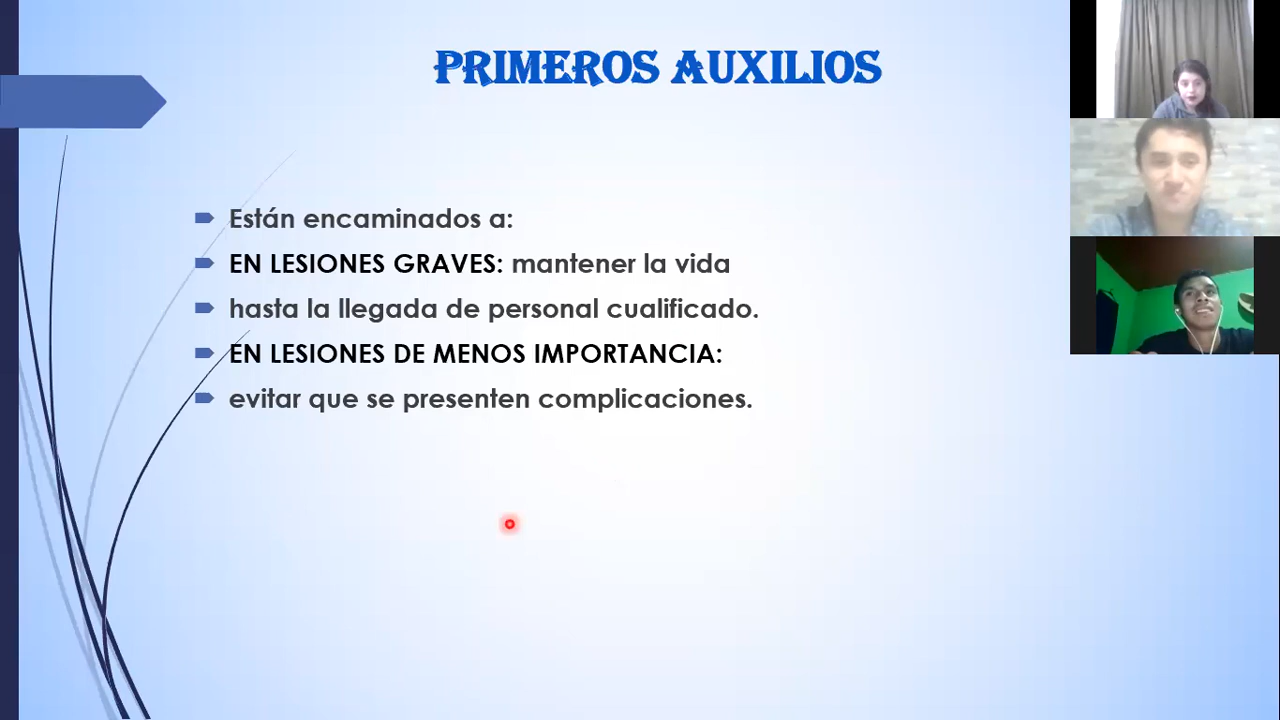 PRIMEROS AUXILIOS
Están encaminados a:
EN LESIONES GRAVES: mantener la vida
hasta la llegada de personal cualificado.
EN LESIONES DE MENOS IMPORTANCIA:
evitar que se presenten complicaciones.